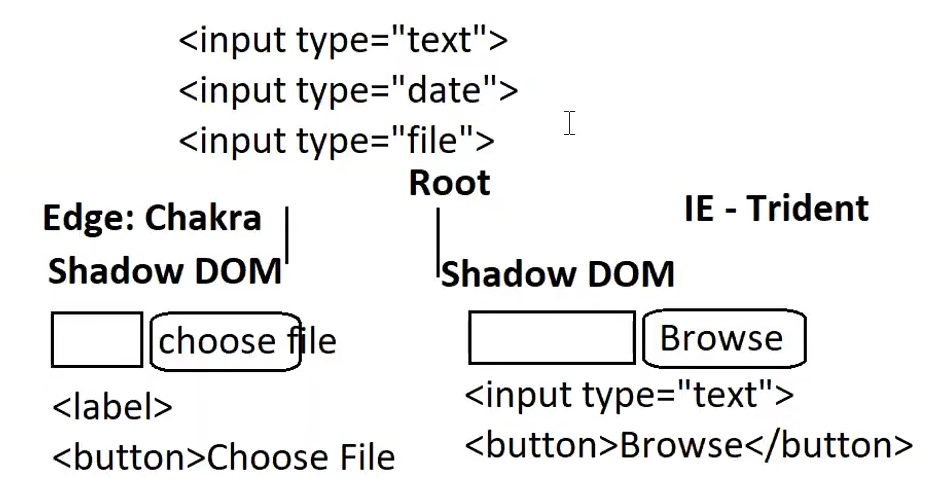 <input type="text">
<input type="date">
<input type="file">
Root
Edge: Chakra
IE - Trident
Shadow DOM
Shadow DOM
choose file
Browse
<label>
<input type="text">
<button>Choose File
<button>Browse</button>